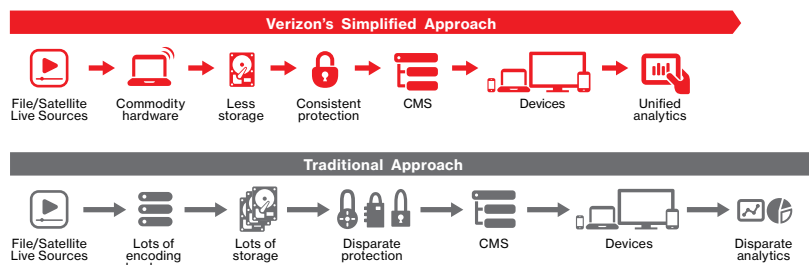 Verizon's Simplified Approach
File/Satellite
Live Sources
Commodity
hardware
Less
storage
Consistent
protection
CMS
Devices
Unified
analytics
Traditional Approach
File/Satellite
Live Sources
Lots of
encoding
Lots of
storage
Disparate
protection
CMS
Devices
Disparate
analytics